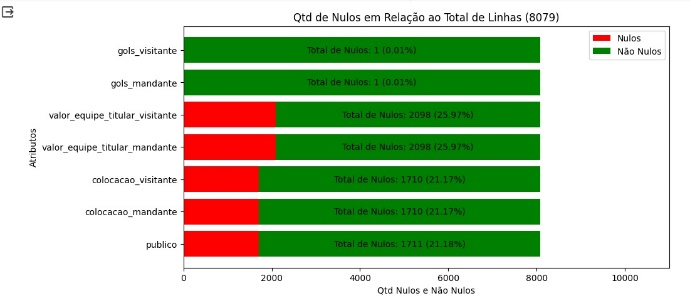 Qtd de Nulos em Relação ao Total de Linhas (8079)
Nulos
Não Nulos
gols_visitante
Total de Nulos: 1 (0.01%)
gols_mandante
Total de Nulos: 1 (0.01%)
valor_equipe_titular_visitante
Total de Nulos: 2098 (25.97%)
valor_equipe_titular_mandante
Total de Nulos: 2098 (25.97%)
colocacao_visitante
Total de Nulos: 1710 (21.17%)
colocacao_mandante
Total de Nulos: 1710 (21.17%)
publico
Total de Nulos: 1711 (21.18%)
Atributos
0 2000 4000 6000 8000 10000
Qtd Nulos e Não Nulos